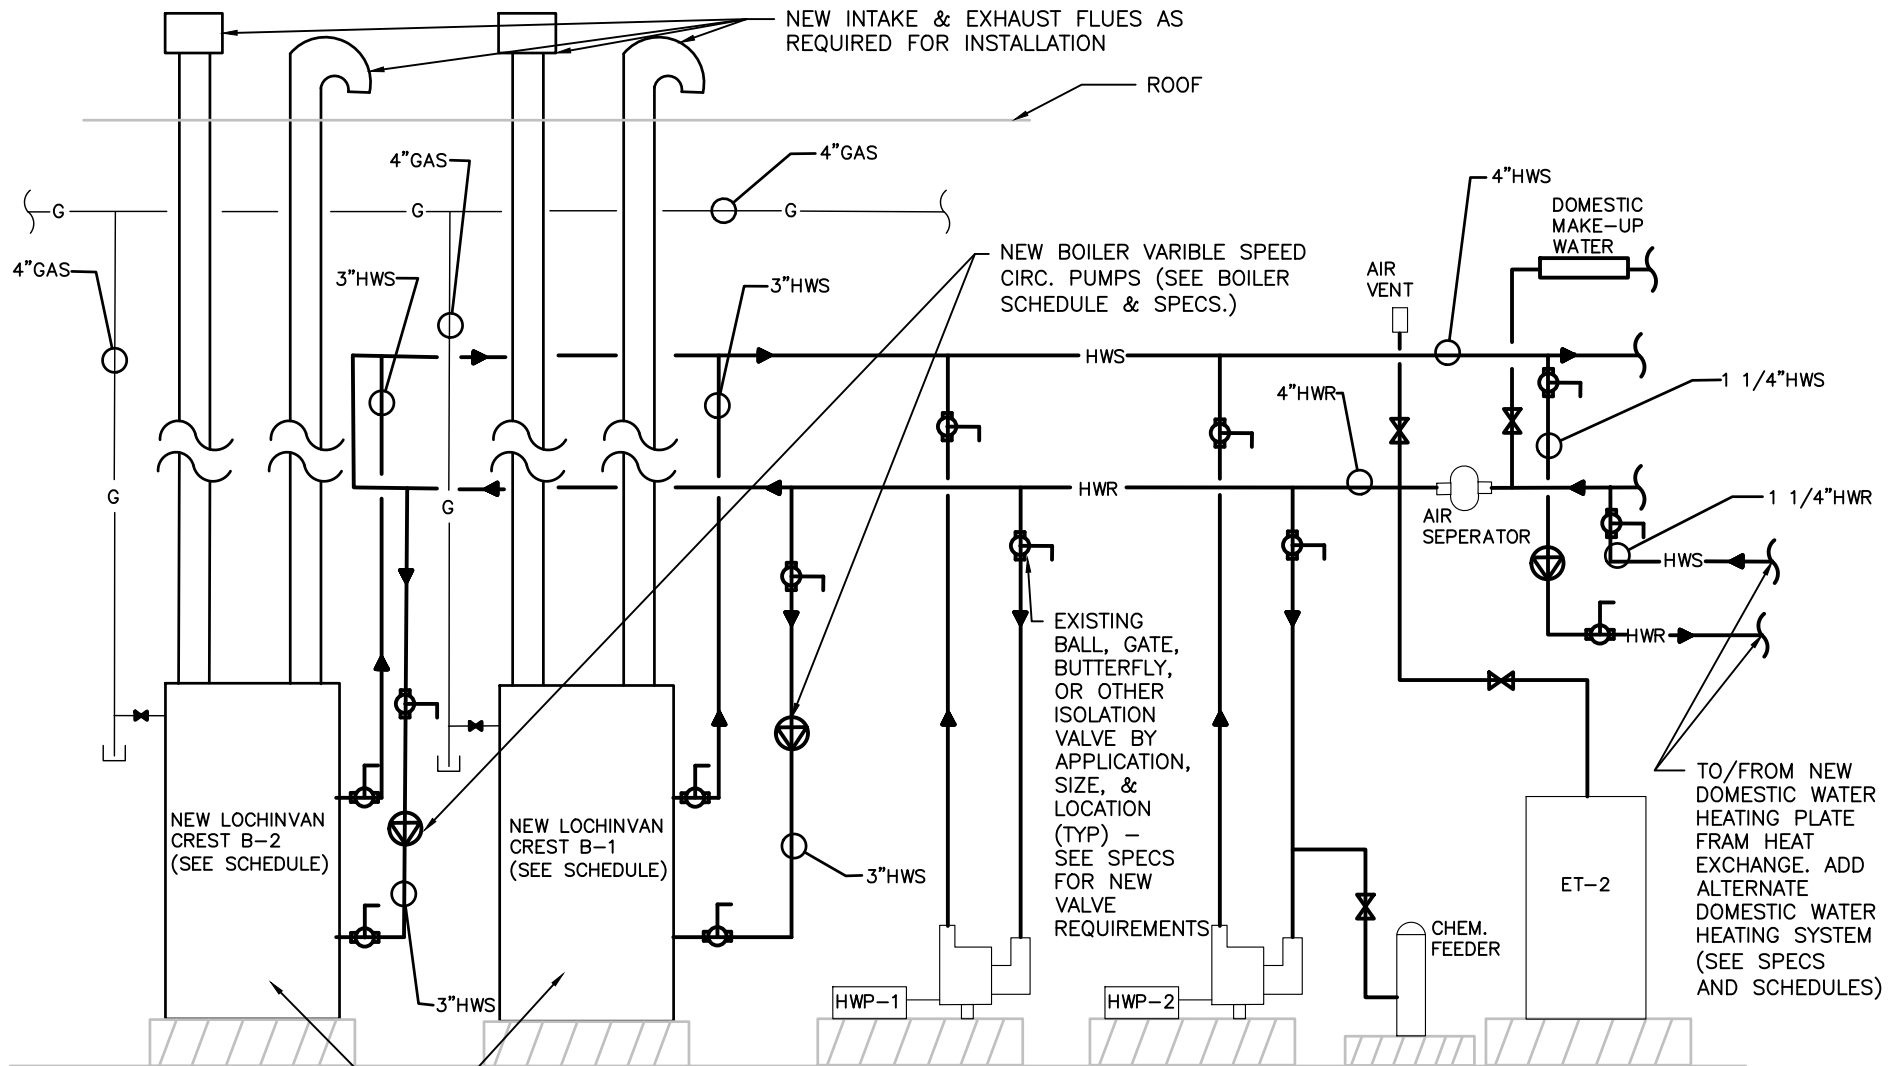 NEW INTAKE & EXHAUST FLUES AS
REQUIRED FOR INSTALLATION
ROOF
4"GAS
4"GAS
4"HWS
G
G
G
DOMESTIC
MAKE-UP
WATER
4"GAS
3"HWS
3"HWS
NEW BOILER VARIBLE SPEED
CIRC. PUMPS (SEE BOILER
SCHEDULE & SPECS.)
AIR
VENT
HWS
1 1/4"HWS
4"HWR
G
G
HWR
1 1/4"HWR
AIR
SEPERATOR
HWS
HWR
EXISTING
BALL, GATE,
BUTTERFLY,
OR OTHER
ISOLATION
VALVE BY
APPLICATION,
SIZE, &
LOCATION
(TYP) –
SEE SPECS
FOR NEW
VALVE
REQUIREMENTS
TO/FROM NEW
DOMESTIC WATER
HEATING PLATE
FRAM HEAT
EXCHANGE. ADD
ALTERNATE
DOMESTIC WATER
HEATING SYSTEM
(SEE SPECS
AND SCHEDULES)
NEW LOCHINVAN
CREST B-2
(SEE SCHEDULE)
NEW LOCHINVAN
CREST B-1
(SEE SCHEDULE)
3"HWS
ET-2
CHEM.
FEEDER
3"HWS
HWP-1
HWP-2